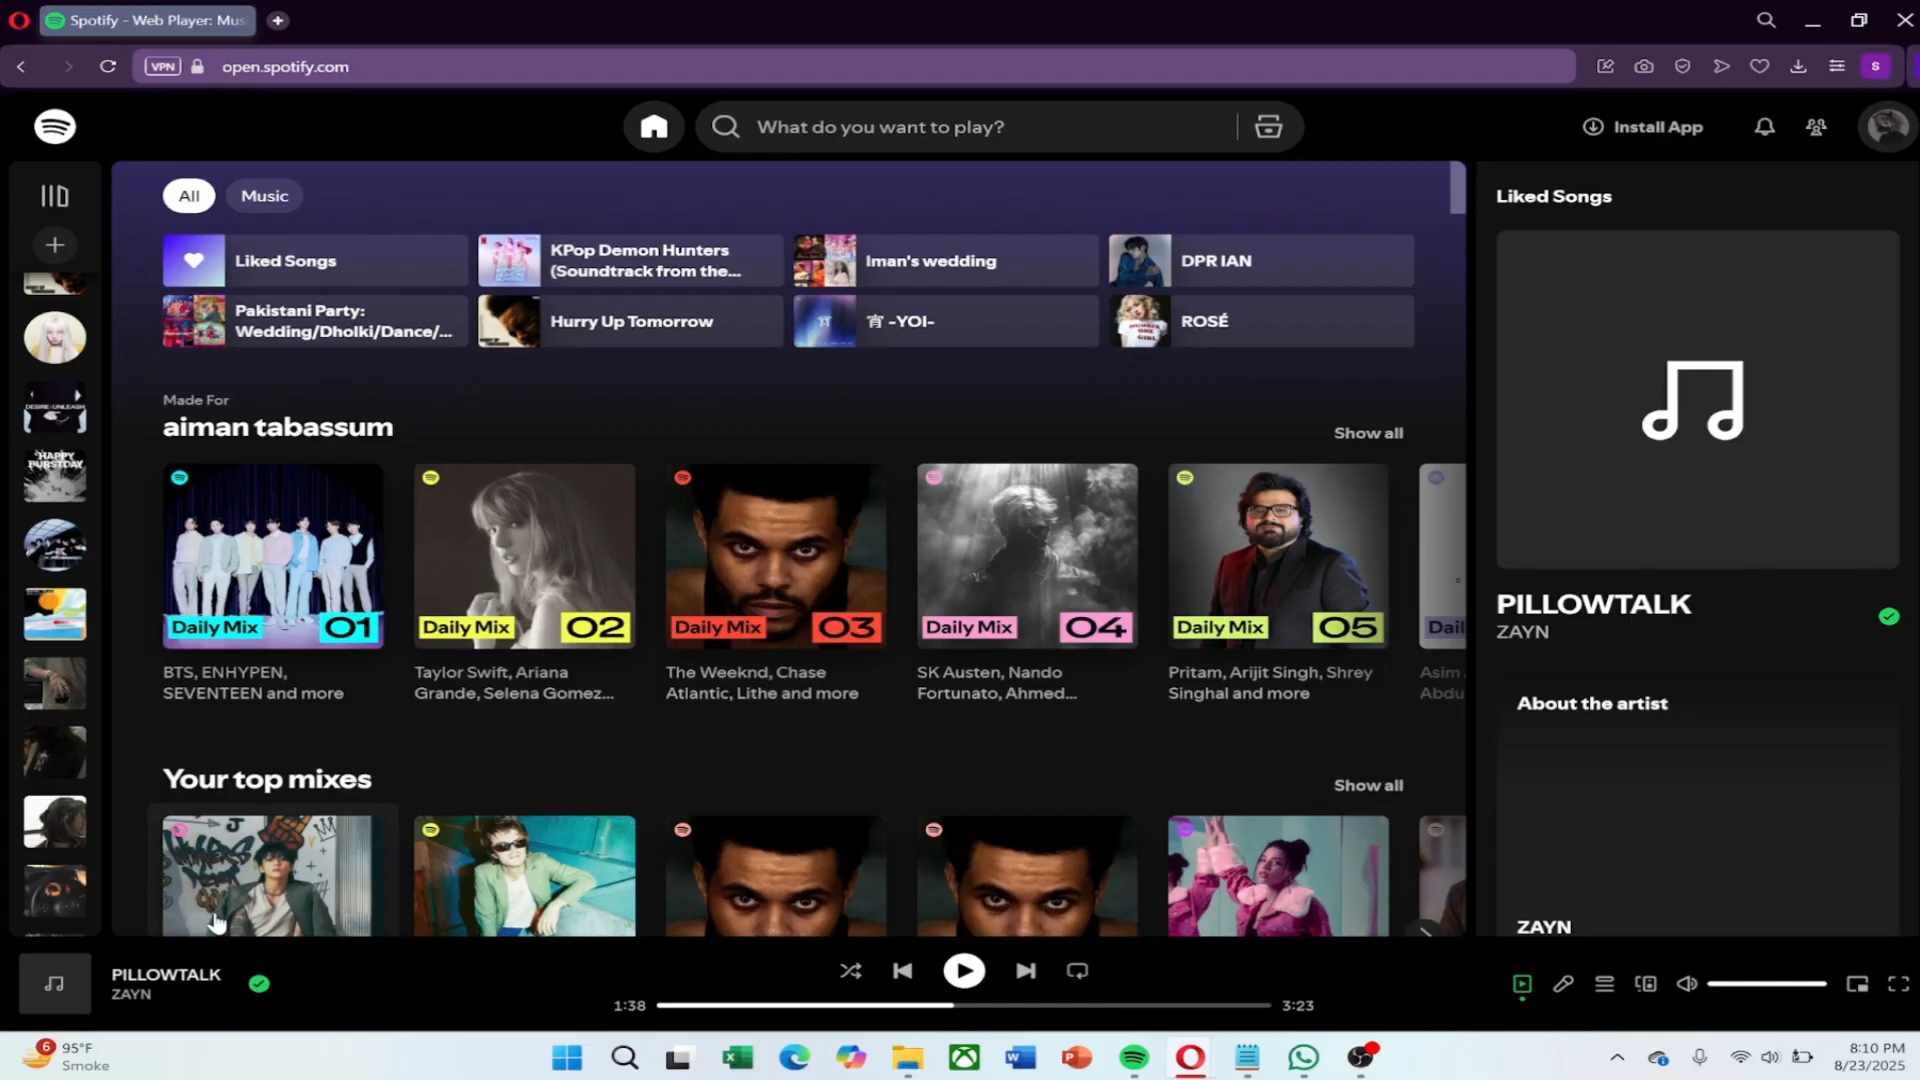 Spotify - Web Player: Mus
VPN
open.spotify.com
S
What do you want to play?
Install App
All
Music
Liked Songs
KPop Demon Hunters
(Soundtrack from the...
Iman's wedding
DPR IAN
Pakistani Party:
Wedding/Dholki/Dance/...
Hurry Up Tomorrow
宵 -YOI-
ROSÉ
Made For
aiman tabassum
Show all
Daily Mix 01
Daily Mix 02
Daily Mix 03
Daily Mix 04
Daily Mix 05
Dail
BTS, ENHYPEN,
SEVENTEEN and more
Taylor Swift, Ariana
Grande, Selena Gomez...
The Weeknd, Chase
Atlantic, Lithe and more
SK Austen, Nando
Fortunato, Ahmed...
Pritam, Arijit Singh, Shrey
Singhal and more
Asim
Abdu
Your top mixes
Show all
Liked Songs
PILLOWTALK
ZAYN
About the artist
ZAYN
PILLOWTALK
ZAYN
1:38
3:23
6
95°F
Smoke
8:10 PM
8/23/2025